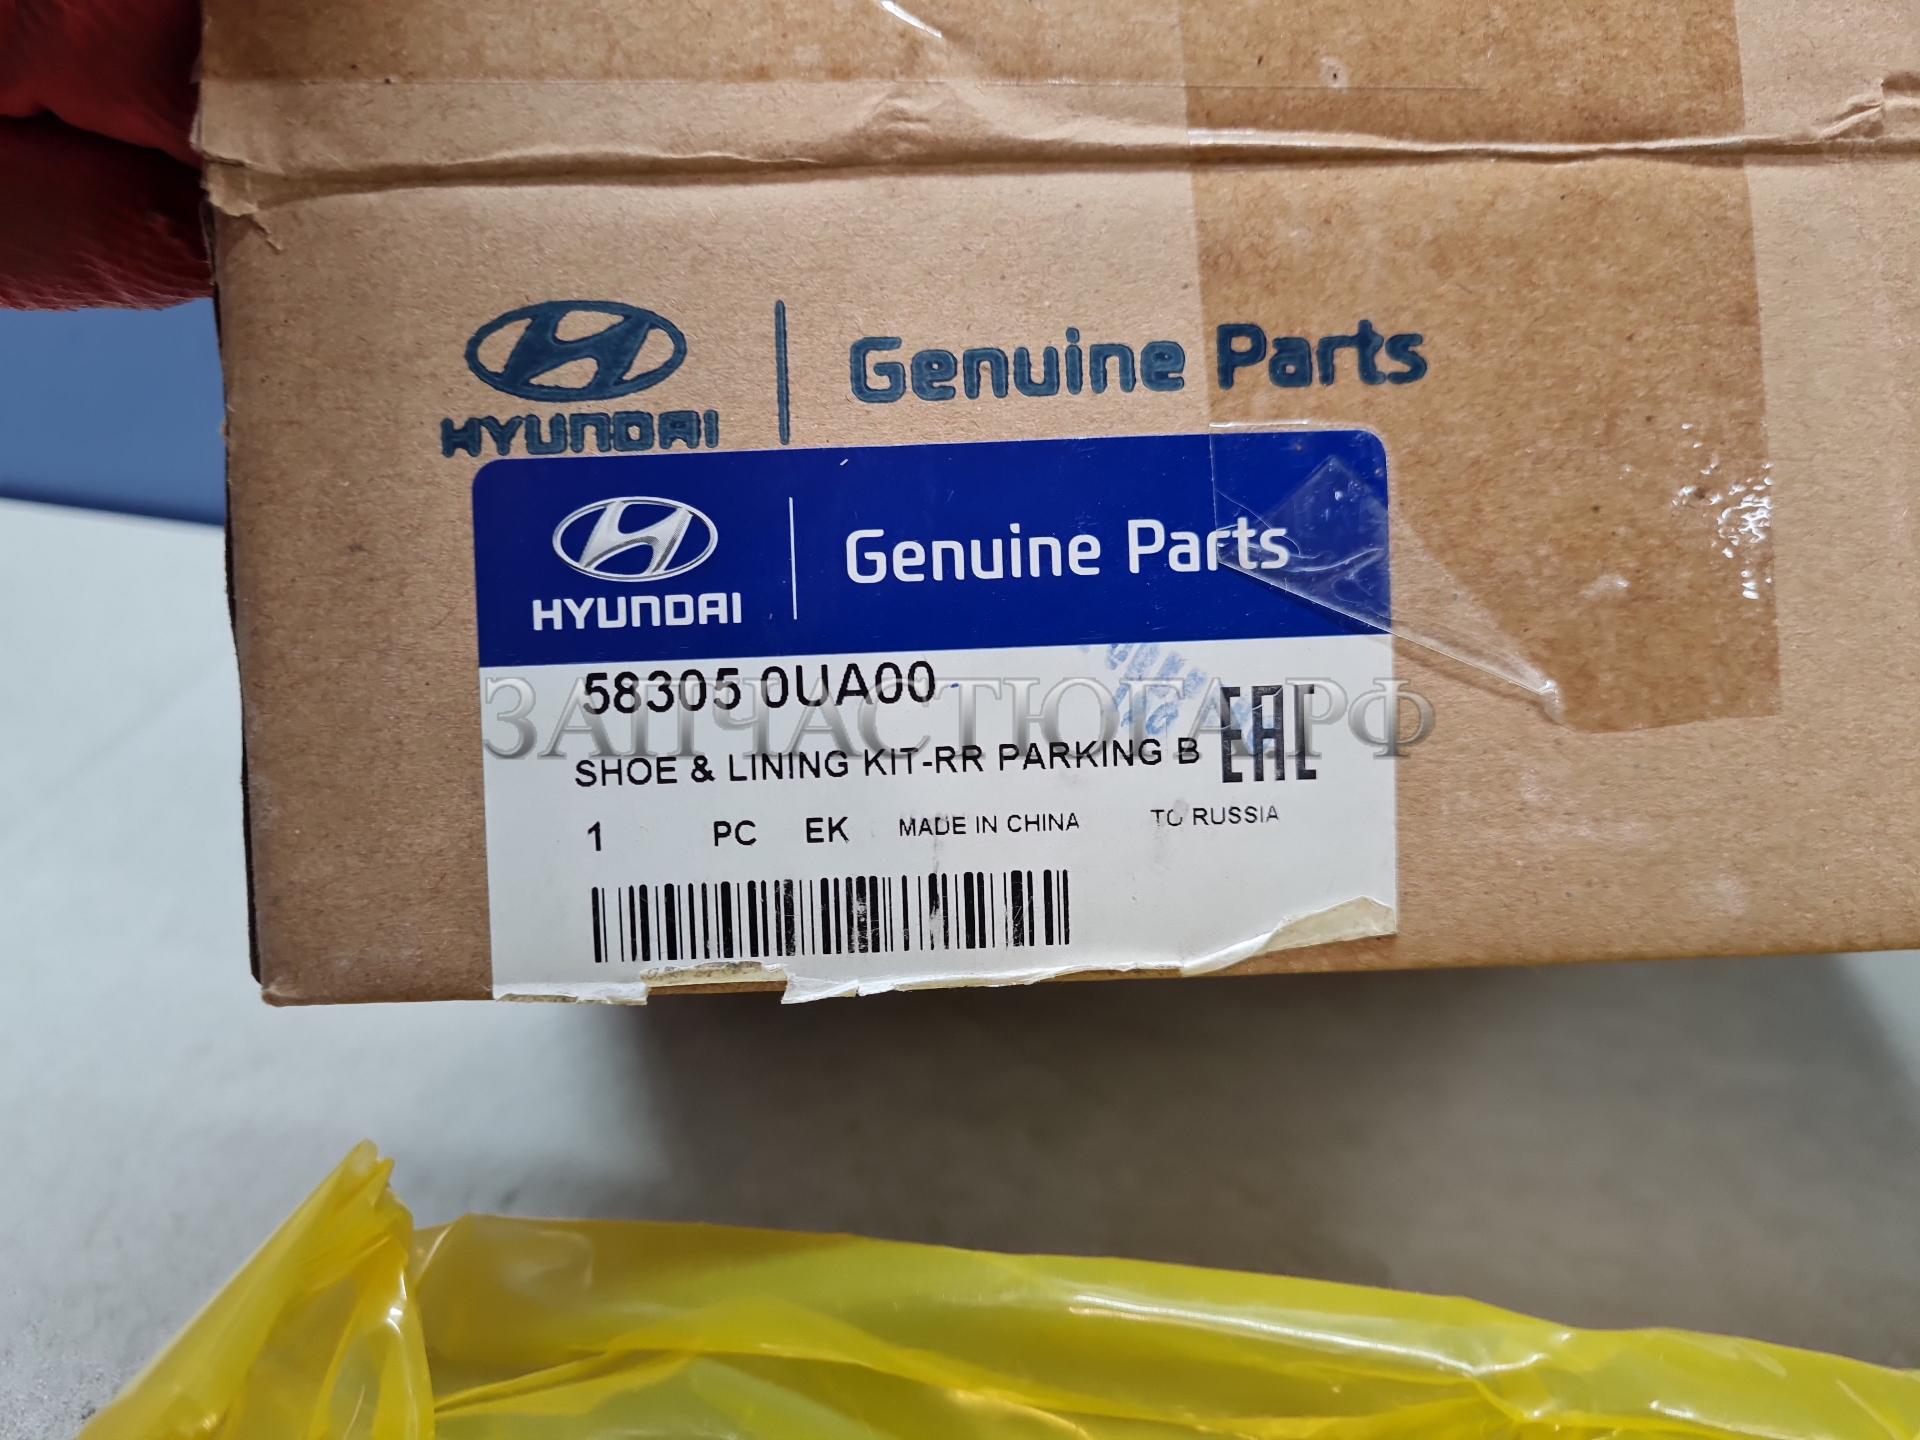 HYUNDAI Genuine Parts
HYUNDAI Genuine Parts
58305 0UA00
ЗАПЧАСТЮГА.РФ
SHOE & LINING KIT-RR PARKING B EAC
1 PC EK MADE IN CHINA TO RUSSIA